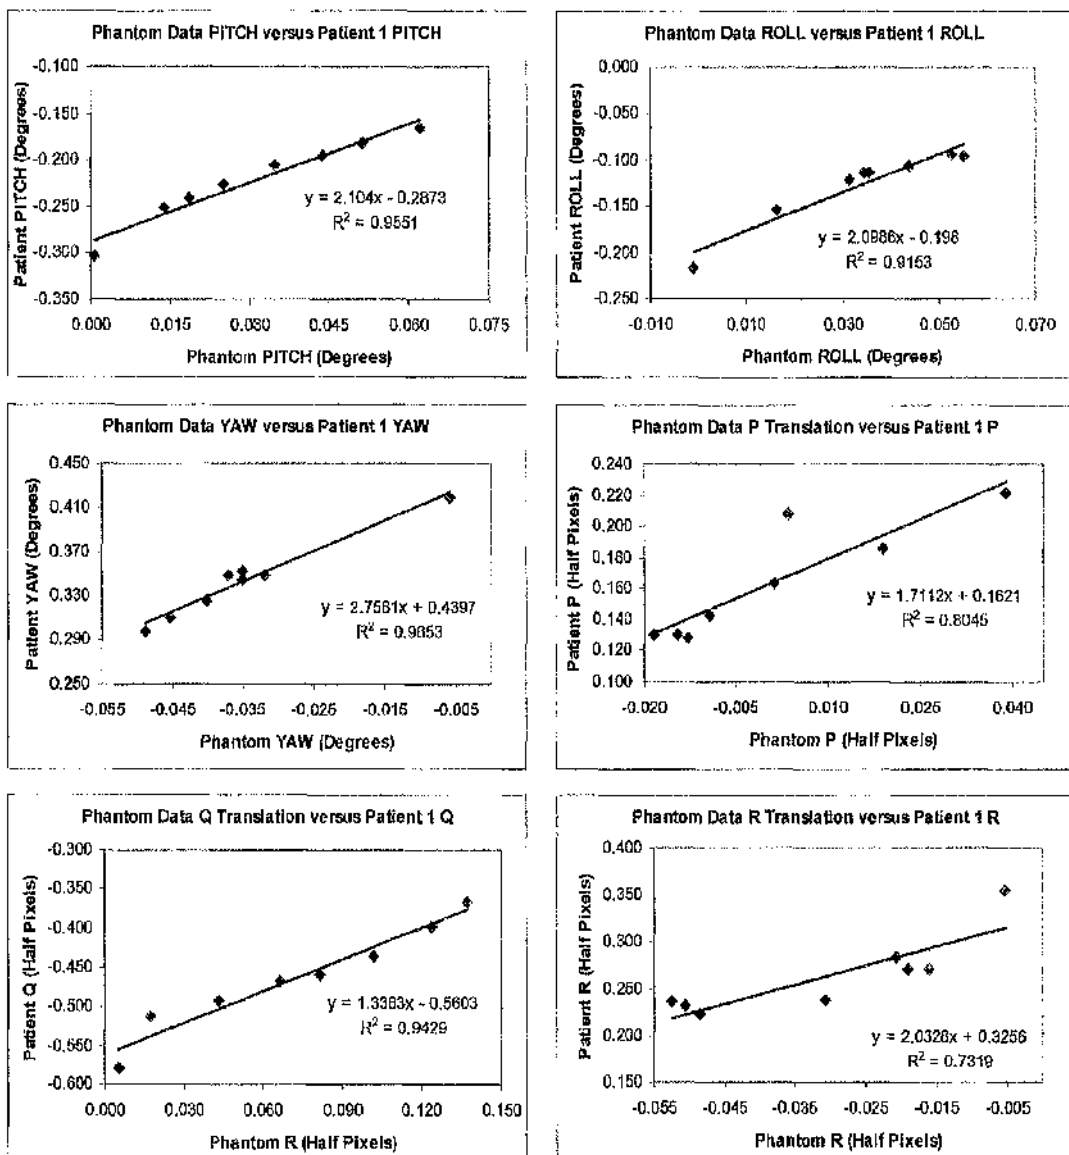 Phantom Data PITCH versus Patient 1 PITCH
Patient PITCH (Degrees)
-0.100
-0.150
-0.200
-0.250
-0.300
-0.350
y = 2.104x - 0.2873
R² = 0.9551
0.000 0.015 0.030 0.045 0.060 0.075
Phantom PITCH (Degrees)
Phantom Data ROLL versus Patient 1 ROLL
Patient ROLL (Degrees)
0.000
-0.050
-0.100
-0.150
-0.200
-0.250
y = 2.0986x - 0.198
R² = 0.9153
-0.010 0.010 0.030 0.050 0.070
Phantom ROLL (Degrees)
Phantom Data YAW versus Patient 1 YAW
Patient YAW (Degrees)
0.450
0.410
0.370
0.330
0.290
0.250
y = 2.7561x + 0.4397
R² = 0.9653
-0.055 -0.045 -0.035 -0.025 -0.015 -0.005
Phantom YAW (Degrees)
Phantom Data P Translation versus Patient 1 P
Patient P (Half Pixels)
0.240
0.220
0.200
0.180
0.160
0.140
0.120
0.100
y = 1.7112x + 0.1621
R² = 0.8045
-0.020 -0.005 0.010 0.025 0.040
Phantom P (Half Pixels)
Phantom Data Q Translation versus Patient 1 Q
Patient Q (Half Pixels)
-0.300
-0.350
-0.400
-0.450
-0.500
-0.550
-0.600
y = 1.3363x - 0.5603
R² = 0.9429
0.000 0.030 0.060 0.090 0.120 0.150
Phantom R (Half Pixels)
Phantom Data R Translation versus Patient 1 R
Patient R (Half Pixels)
0.400
0.350
0.300
0.250
0.200
0.150
y = 2.0326x + 0.3256
R² = 0.7319
-0.055 -0.045 -0.035 -0.025 -0.015 -0.005
Phantom R (Half Pixels)